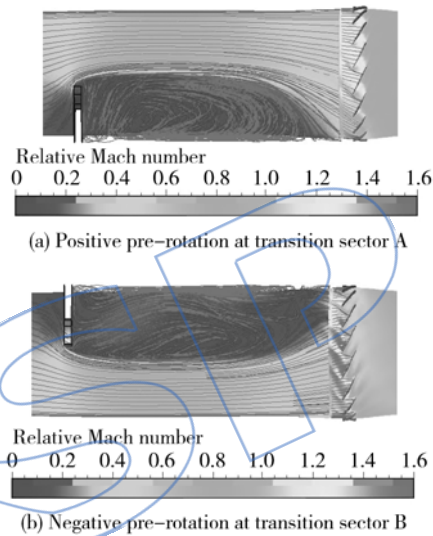 Relative Mach number
0 0.2 0.4 0.6 0.8 1.0 1.2 1.4 1.6
(a) Positive pre-rotation at transition sector A
Relative Mach number
0 0.2 0.4 0.6 0.8 1.0 1.2 1.4 1.6
(b) Negative pre-rotation at transition sector B